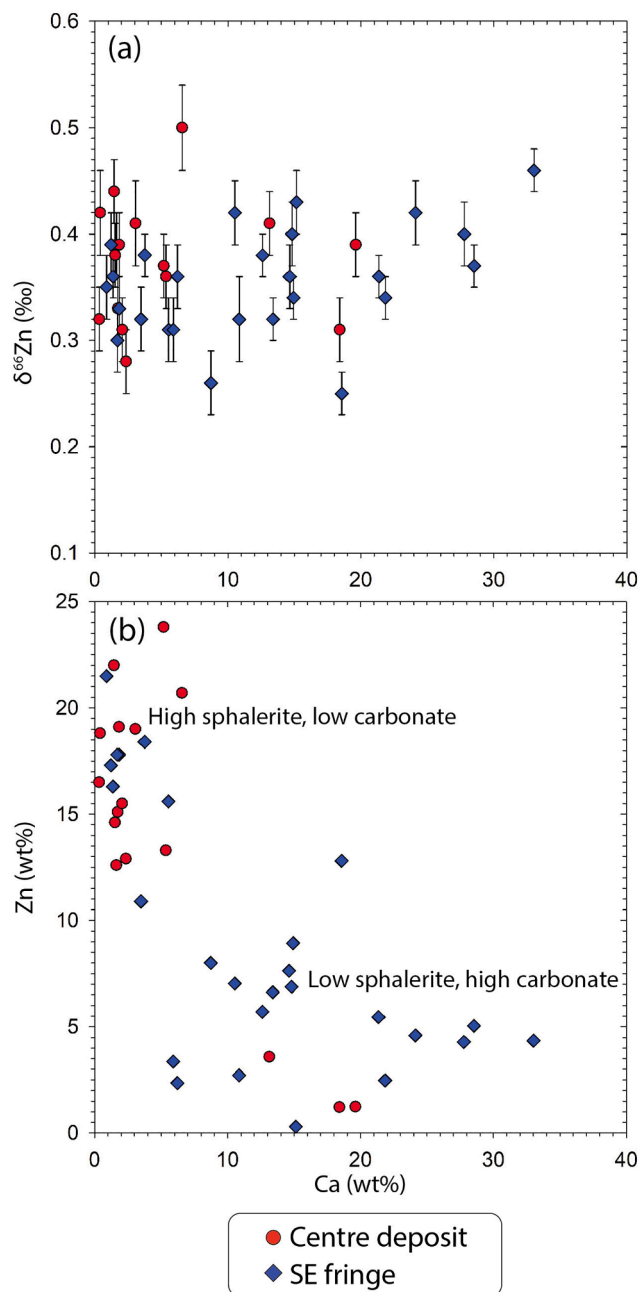 0.6
(a)
0.5
0.4
0.3
0.2
0.1
δ⁶⁶Zn (‰)
0 10 20 30 40
25
(b)
20
High sphalerite, low carbonate
15
10
Low sphalerite, high carbonate
5
0
Zn (wt%)
0 10 20 30 40
Ca (wt%)
Centre deposit
SE fringe